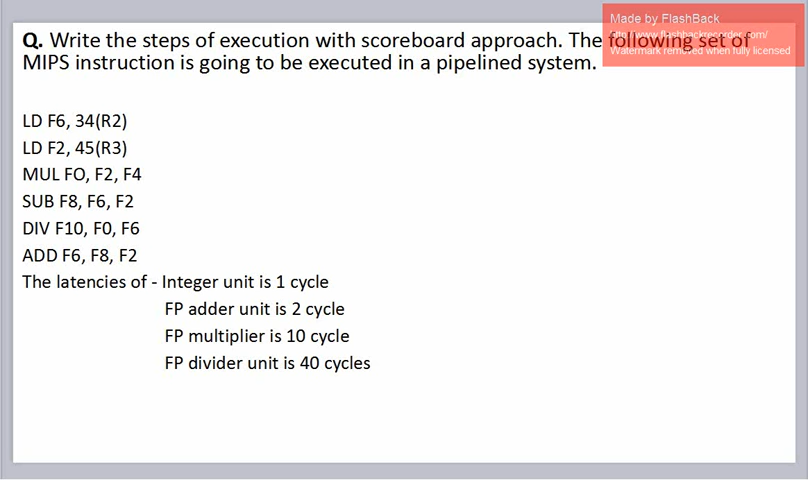 Made by FlashBack
http://www.flashbackrecorder.com/
Watermark removed when fully licensed
Q. Write the steps of execution with scoreboard approach. The following set of
MIPS instruction is going to be executed in a pipelined system.
LD F6, 34(R2)
LD F2, 45(R3)
MUL FO, F2, F4
SUB F8, F6, F2
DIV F10, F0, F6
ADD F6, F8, F2
The latencies of - Integer unit is 1 cycle
FP adder unit is 2 cycle
FP multiplier is 10 cycle
FP divider unit is 40 cycles